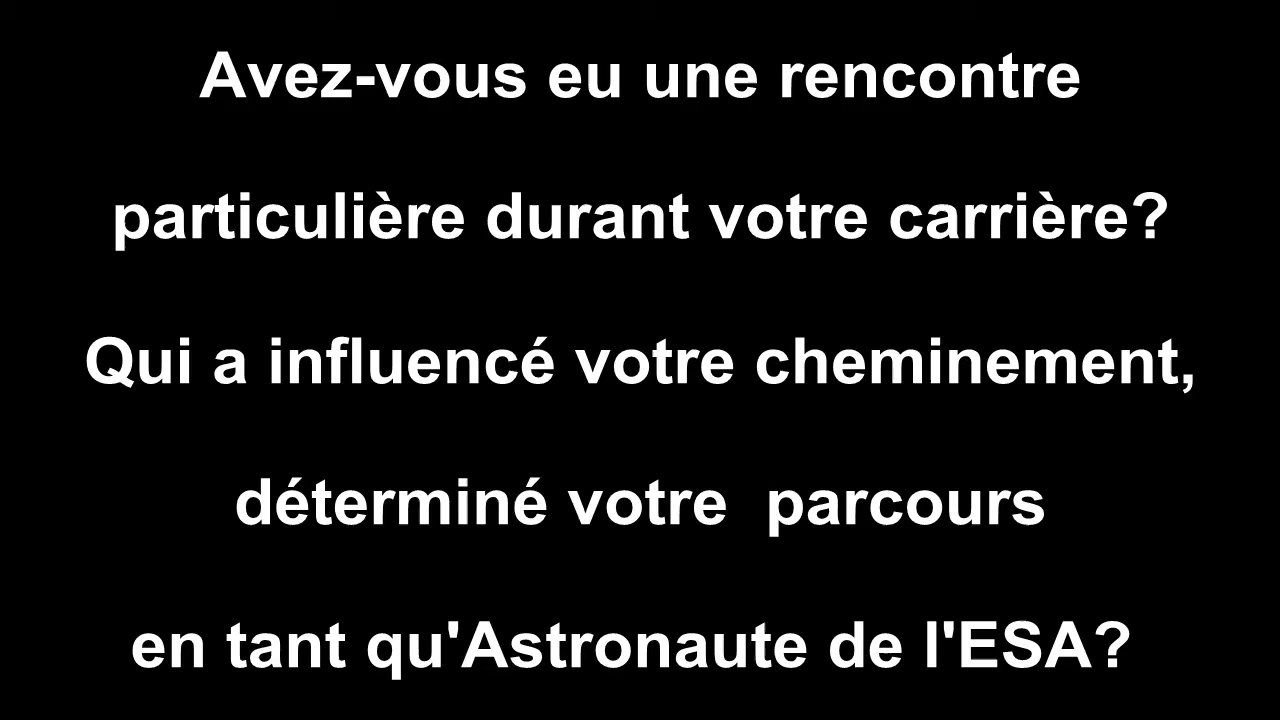 Avez-vous eu une rencontre
particulière durant votre carrière?
Qui a influencé votre cheminement,
déterminé votre  parcours
en tant qu'Astronaute de l'ESA?